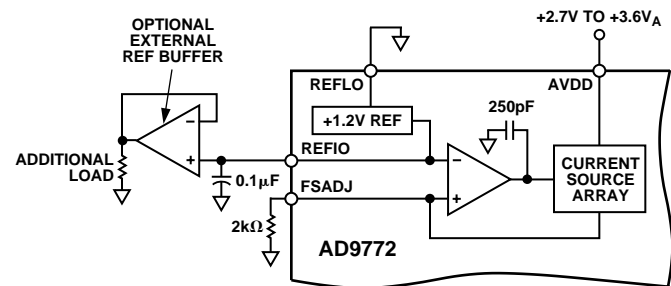 OPTIONAL
EXTERNAL
REF BUFFER
+2.7V TO +3.6VA
REFLO
AVDD
250pF
+1.2V REF
–
+
REFIO
–
+
CURRENT
SOURCE
ARRAY
ADDITIONAL
LOAD
0.1μF
FSADJ
2kΩ
AD9772